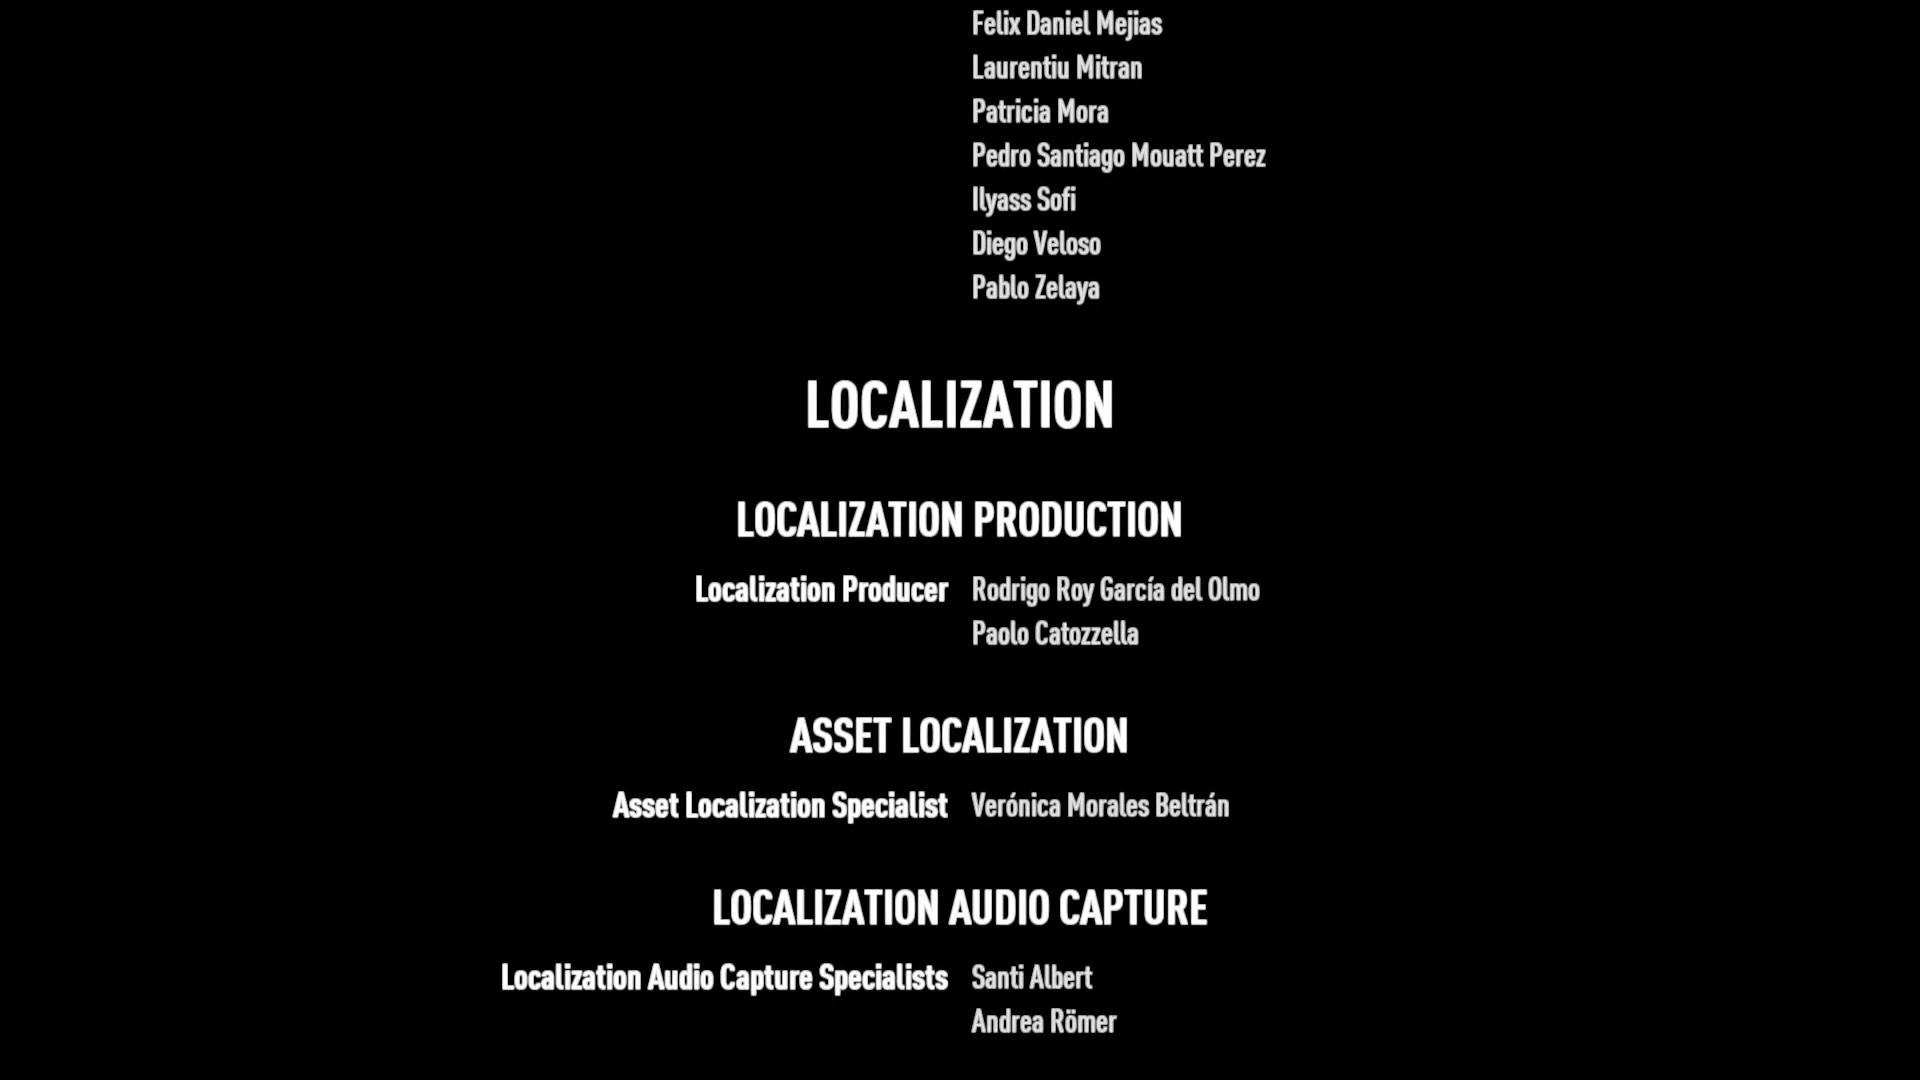 Felix Daniel Mejias
Laurentiu Mitran
Patricia Mora
Pedro Santiago Mouatt Perez
Ilyass Sofi
Diego Veloso
Pablo Zelaya
LOCALIZATION
LOCALIZATION PRODUCTION
Localization Producer Rodrigo Roy García del Olmo
Paolo Catozzella
ASSET LOCALIZATION
Asset Localization Specialist Verónica Morales Beltrán
LOCALIZATION AUDIO CAPTURE
Localization Audio Capture Specialists Santi Albert
Andrea Römer